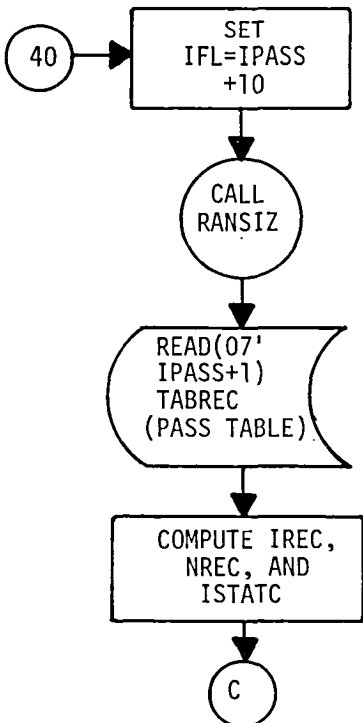 40
SET
IFL=IPASS
+10
CALL
RANSIZ
READ(07'
IPASS+1)
TABREC
(PASS TABLE)
COMPUTE IREC,
NREC, AND
ISTATC
C